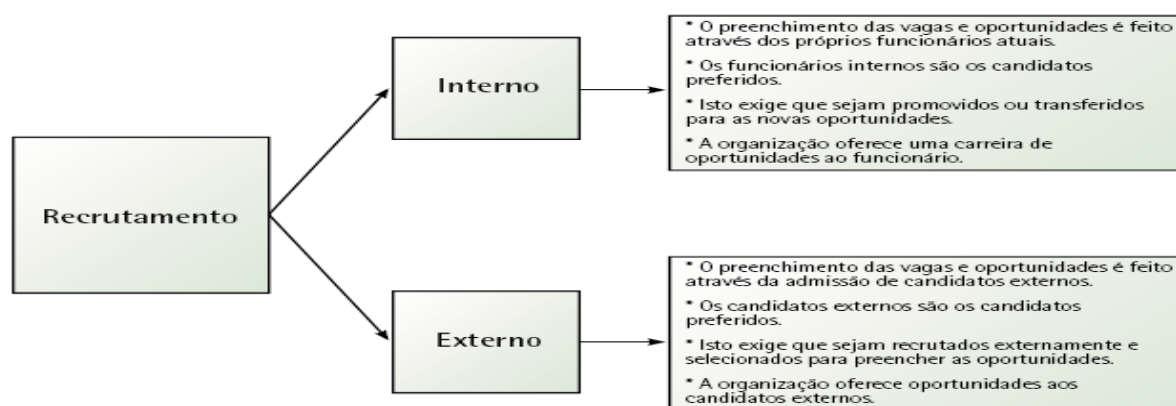 Recrutamento
Interno
* O preenchimento das vagas e oportunidades é feito
através dos próprios funcionários atuais.
* Os funcionários internos são os candidatos
preferidos.
* Isto exige que sejam promovidos ou transferidos
para as novas oportunidades.
* A organização oferece uma carreira de
oportunidades ao funcionário.
Externo
* O preenchimento das vagas e oportunidades é feito
através da admissão de candidatos externos.
* Os candidatos externos são os candidatos
preferidos.
* Isto exige que sejam recrutados externamente e
selecionados para preencher as oportunidades.
* A organização oferece oportunidades aos
candidatos externos.